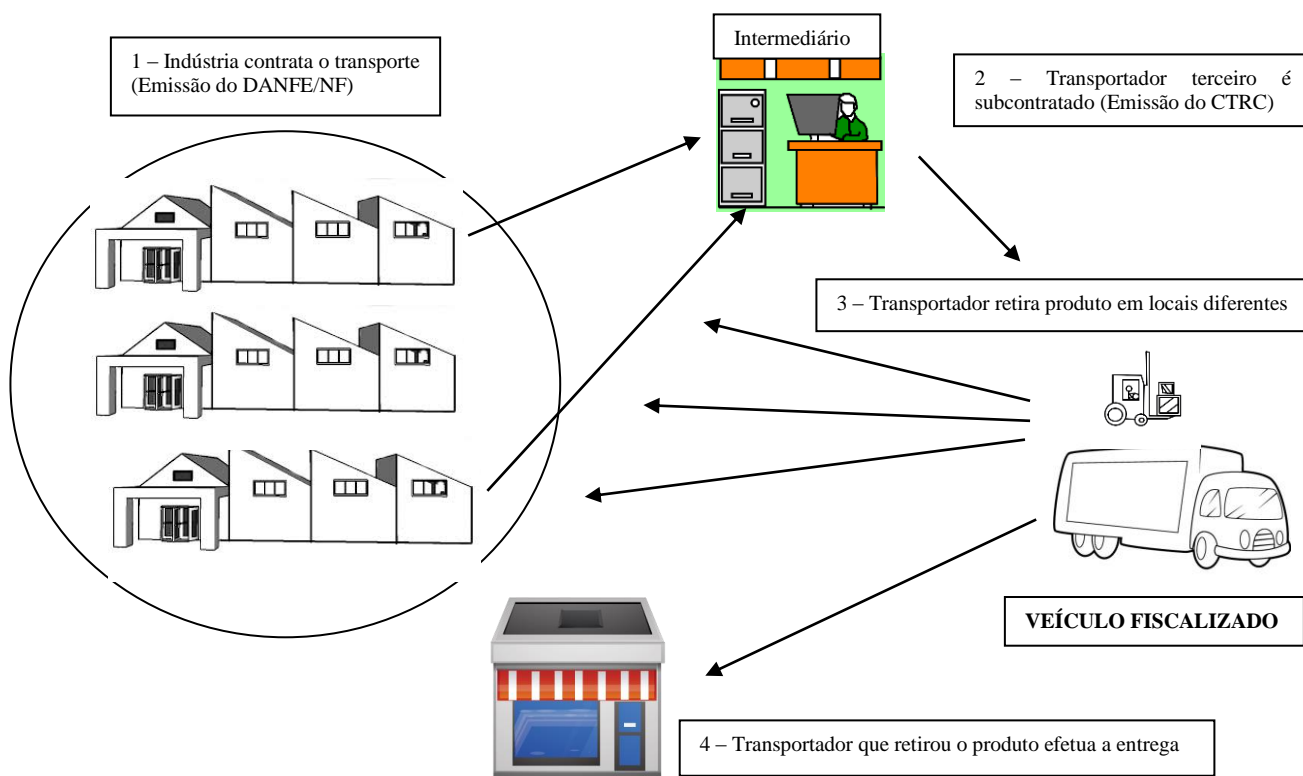 1 – Indústria contrata o transporte
(Emissão do DANFE/NF)
Intermediário
2 – Transportador terceiro é
subcontratado (Emissão do CTRC)
3 – Transportador retira produto em locais diferentes
VEÍCULO FISCALIZADO
4 – Transportador que retirou o produto efetua a entrega